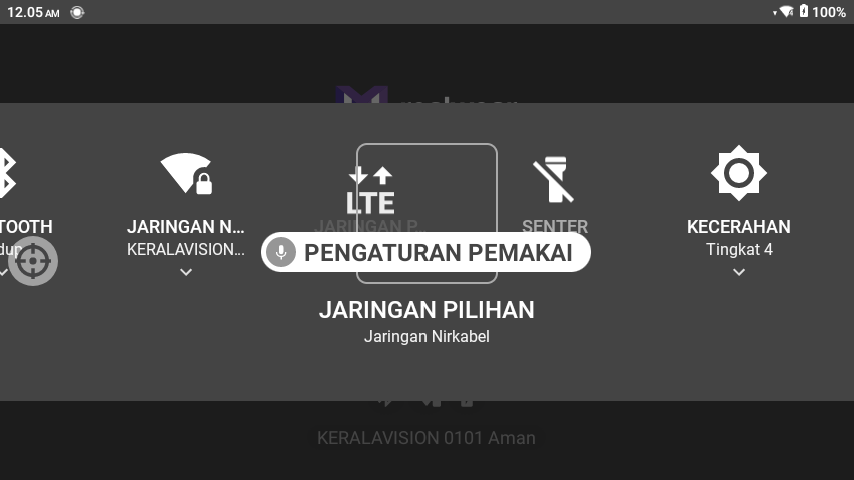 12.05 AM
100%
TOOTH
JARINGAN N...
LTE
JARINGAN P...
SENTER
KECERAHAN
KERALAVISION...
Tingkat 4
PENGATURAN PEMAKAI
JARINGAN PILIHAN
Jaringan Nirkabel
KERALAVISION 0101 Aman